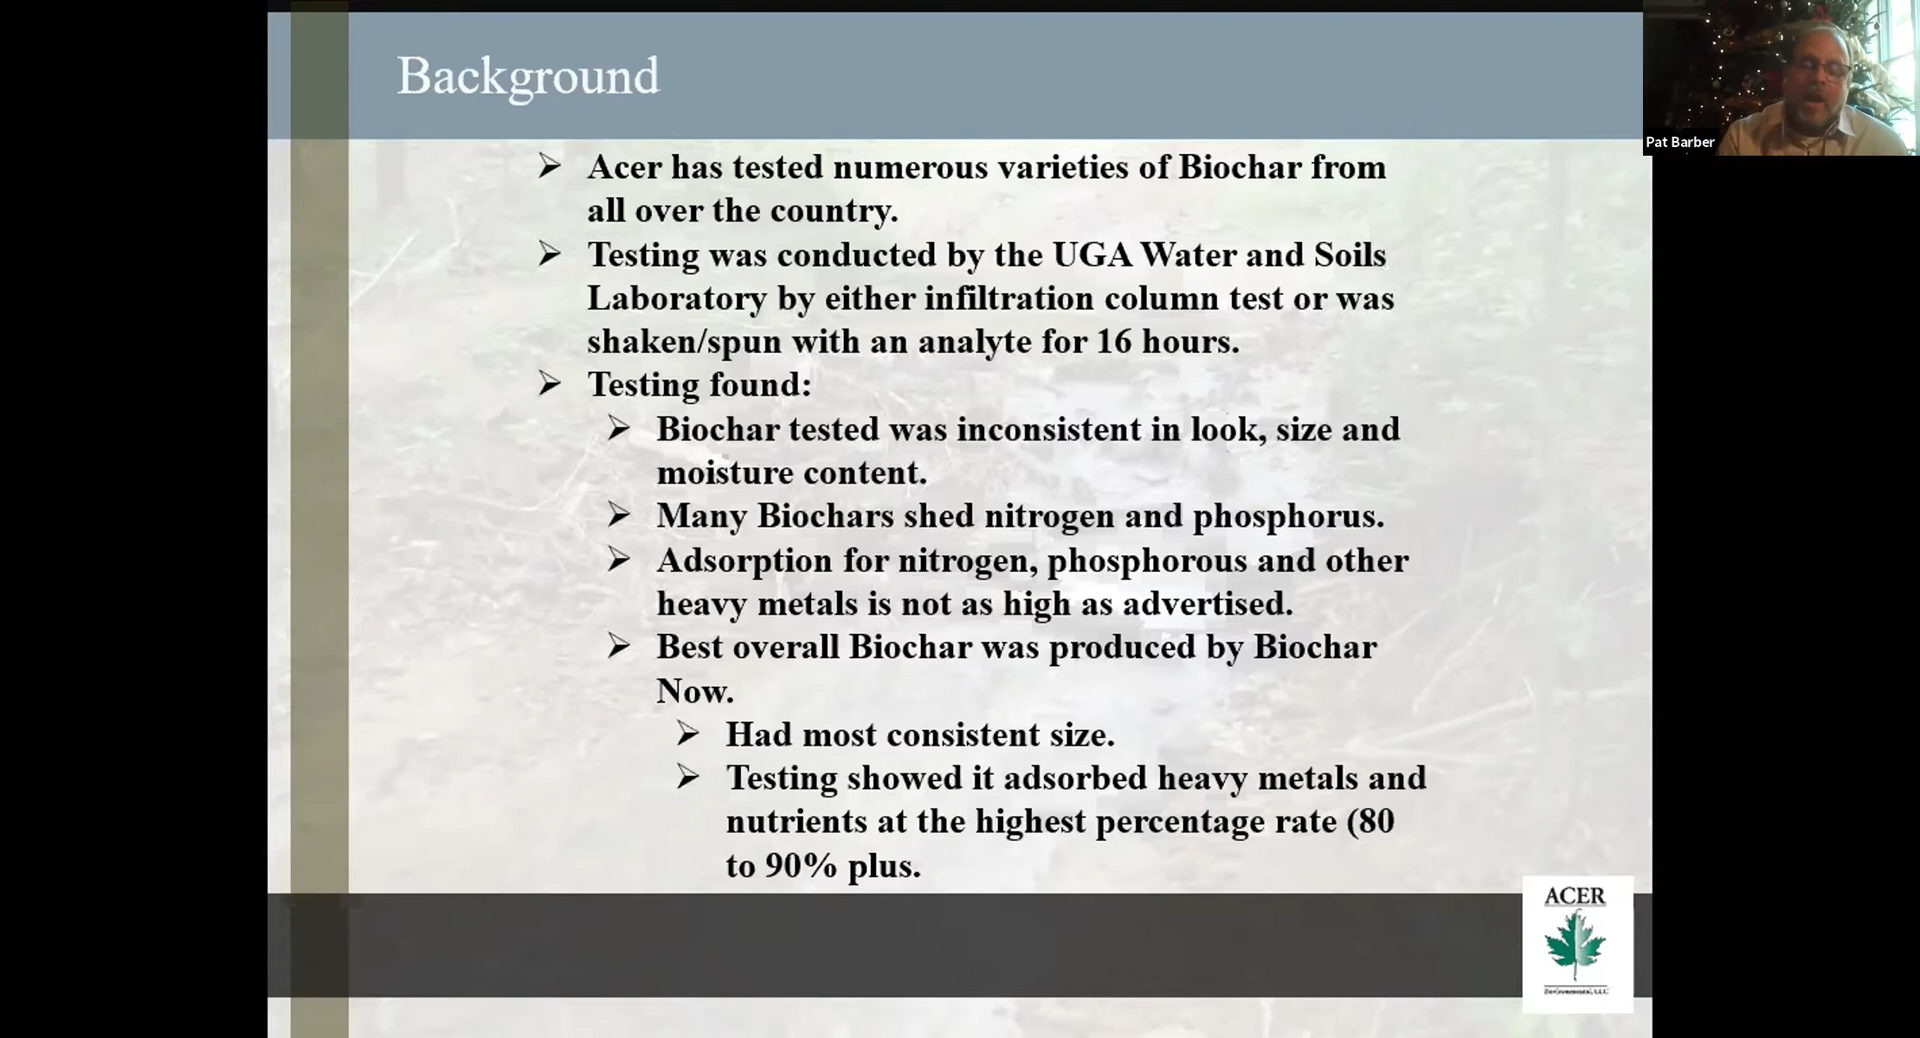 Background
Pat Barber
Acer has tested numerous varieties of Biochar from
all over the country.
Testing was conducted by the UGA Water and Soils
Laboratory by either infiltration column test or was
shaken/spun with an analyte for 16 hours.
Testing found:
Biochar tested was inconsistent in look, size and
moisture content.
Many Biochars shed nitrogen and phosphorus.
Adsorption for nitrogen, phosphorous and other
heavy metals is not as high as advertised.
Best overall Biochar was produced by Biochar
Now.
Had most consistent size.
Testing showed it adsorbed heavy metals and
nutrients at the highest percentage rate (80
to 90% plus.
ACER
Environmental, LLC